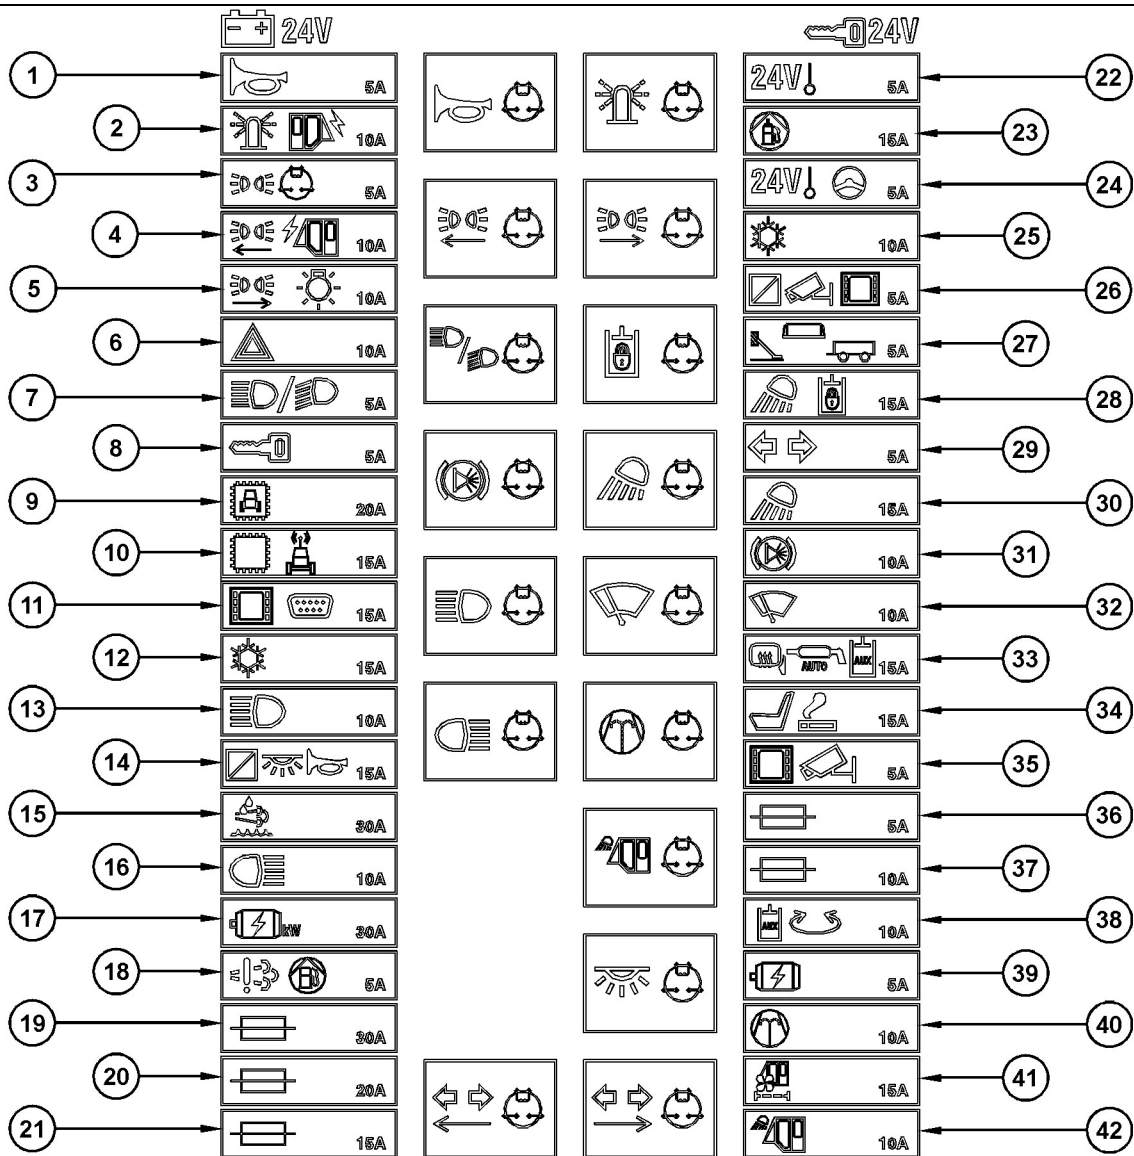 - + 24V 24V
1 5A 24V 5A 22
2 10A 15A 23
3 5A 24V 5A 24
4 10A 10A 25
5 10A 5A 26
6 10A 5A 27
7 5A 15A 28
8 5A 5A 29
9 20A 15A 30
10 15A 10A 31
11 15A 10A 32
12 15A AUTO AUX 15A 33
13 10A 15A 34
14 15A 5A 35
15 30A 5A 36
16 10A 10A 37
17 kW 30A AUX 10A 38
18 5A 5A 39
19 30A 10A 40
20 20A 15A 41
21 15A 10A 42